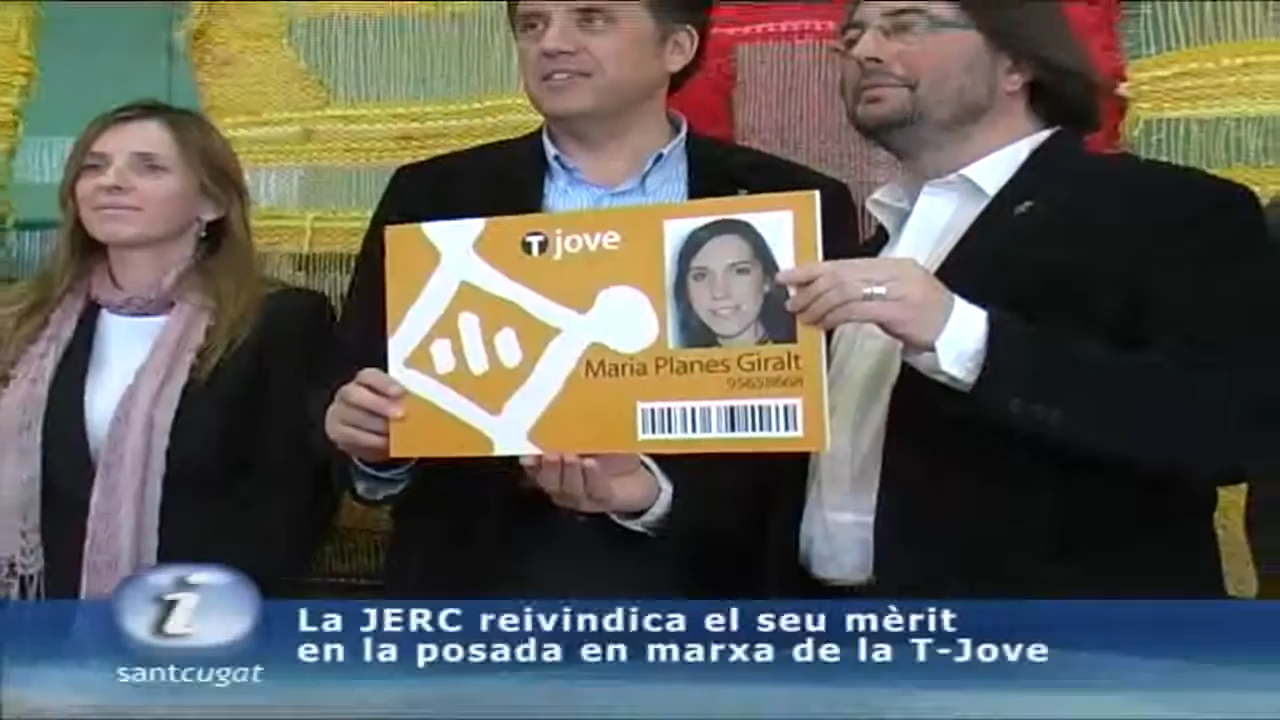 T jove
Maria Planes Giralt
95658668
La JERC reivindica el seu mèrit
en la posada en marxa de la T-Jove
i
santcugat